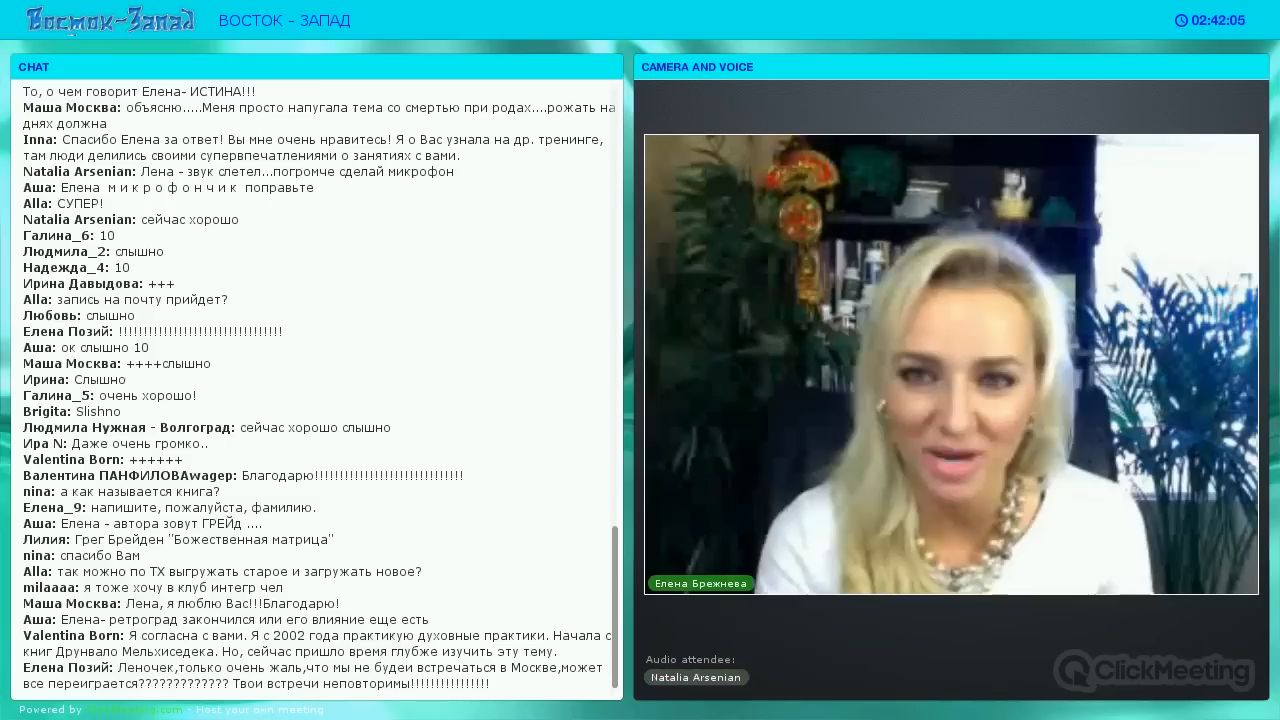 Восток-Запад
ВОСТОК - ЗАПАД
02:42:05
CHAT
То, о чем говорит Елена- ИСТИНА!!!
Маша Москва: объясню.....Меня просто напугала тема со смертью при родах....рожать на
днях должна
Inna: Спасибо Елена за ответ! Вы мне очень нравитесь! Я о Вас узнала на др. тренинге,
там люди делились своими супервпечатлениями о занятиях с вами.
Natalia Arsenian: Лена - звук слетел...погромче сделай микрофон
Аша: Елена м и к р о ф о н ч и к поправьте
Alla: СУПЕР!
Natalia Arsenian: сейчас хорошо
Галина_6: 10
Людмила_2: слышно
Надежда_4: 10
Ирина Давыдова: +++
Alla: запись на почту прийдет?
Любовь: слышно
Елена Позий: !!!!!!!!!!!!!!!!!!!!!!!!!!!!!!!!!
Аша: ок слышно 10
Маша Москва: ++++слышно
Ирина: Слышно
Галина_5: очень хорошо!
Brigita: Slishno
Людмила Нужная - Волгоград: сейчас хорошо слышно
Ира N: Даже очень громко..
Valentina Born: ++++++
Валентина ПАНФИЛОВАwagep: Благодарю!!!!!!!!!!!!!!!!!!!!!!!!!!!!!!
nina: а как называется книга?
Елена_9: напишите, пожалуйста, фамилию.
Аша: Елена - автора зовут ГРЕЙд ....
Лилия: Грег Брейден "Божественная матрица"
nina: спасибо Вам
Alla: так можно по ТХ выгружать старое и загружать новое?
milaaaa: я тоже хочу в клуб интегр чел
Маша Москва: Лена, я люблю Вас!!!Благодарю!
Аша: Елена- ретроград закончился или его влияние еще есть
Valentina Born: Я согласна с вами. Я с 2002 года практикую духовные практики. Начала с
книг Друнвало Мельхиседека. Но, сейчас пришло время глубже изучить эту тему.
Елена Позий: Леночек,только очень жаль,что мы не будеи встречаться в Москве,может
все переиграется????????????? Твои встречи неповторимы!!!!!!!!!!!!!!!!
Powered by ClickMeeting.com - Host your own meeting
CAMERA AND VOICE
Елена Брежнева
Audio attendee:
Natalia Arsenian
ClickMeeting